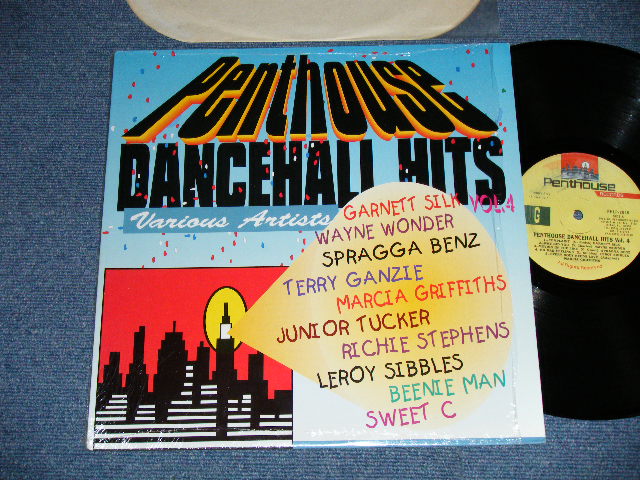 Penthouse
DANCEHALL HITS
VOL.4
Various Artists
GARNETT SILK
WAYNE WONDER
SPRAGGA BENZ
TERRY GANZIE
MARCIA GRIFFITHS
JUNIOR TUCKER
RICHIE STEPHENS
LEROY SIBBLES
BEENIE MAN
SWEET C
Penthouse
G
PENTHOUSE DANCEHALL HITS Vol. 4